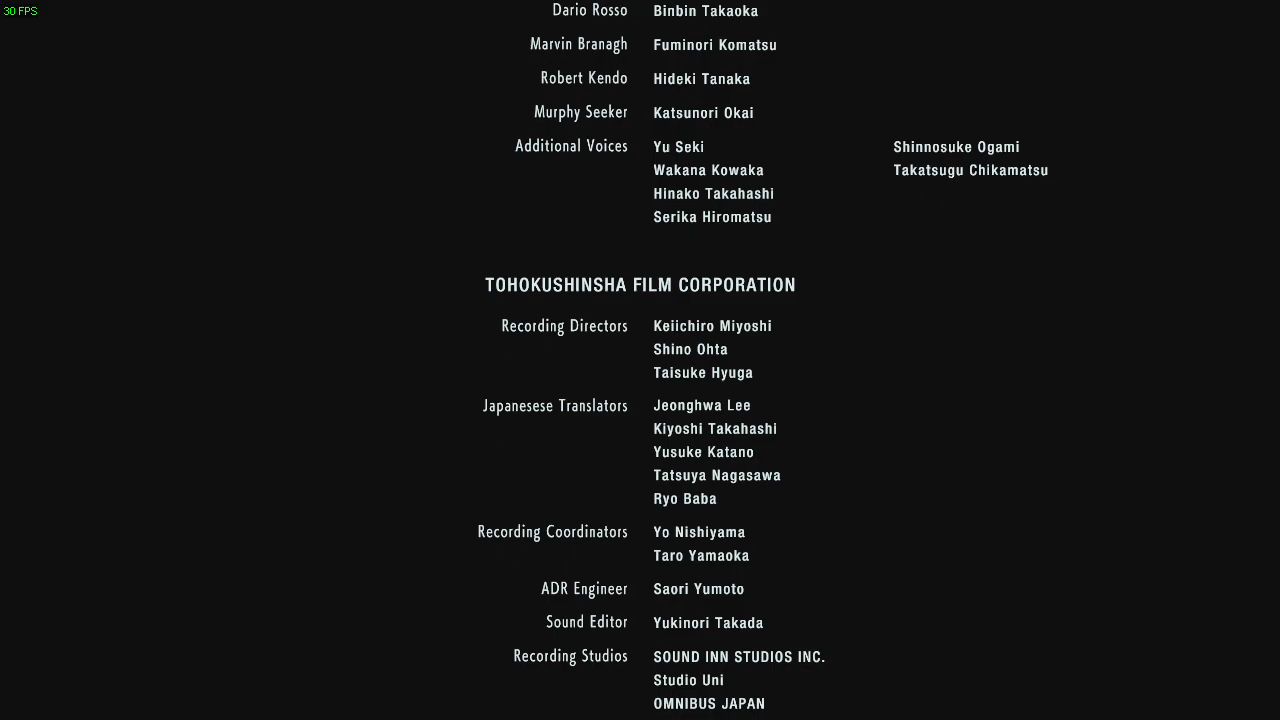 30 FPS
Dario Rosso Binbin Takaoka
Marvin Branagh Fuminori Komatsu
Robert Kendo Hideki Tanaka
Murphy Seeker Katsunori Okai
Additional Voices Yu Seki Shinnosuke Ogami
Wakana Kowaka Takatsugu Chikamatsu
Hinako Takahashi
Serika Hiromatsu
TOHOKUSHINSHA FILM CORPORATION
Recording Directors Keiichiro Miyoshi
Shino Ohta
Taisuke Hyuga
Japanesese Translators Jeonghwa Lee
Kiyoshi Takahashi
Yusuke Katano
Tatsuya Nagasawa
Ryo Baba
Recording Coordinators Yo Nishiyama
Taro Yamaoka
ADR Engineer Saori Yumoto
Sound Editor Yukinori Takada
Recording Studios SOUND INN STUDIOS INC.
Studio Uni
OMNIBUS JAPAN